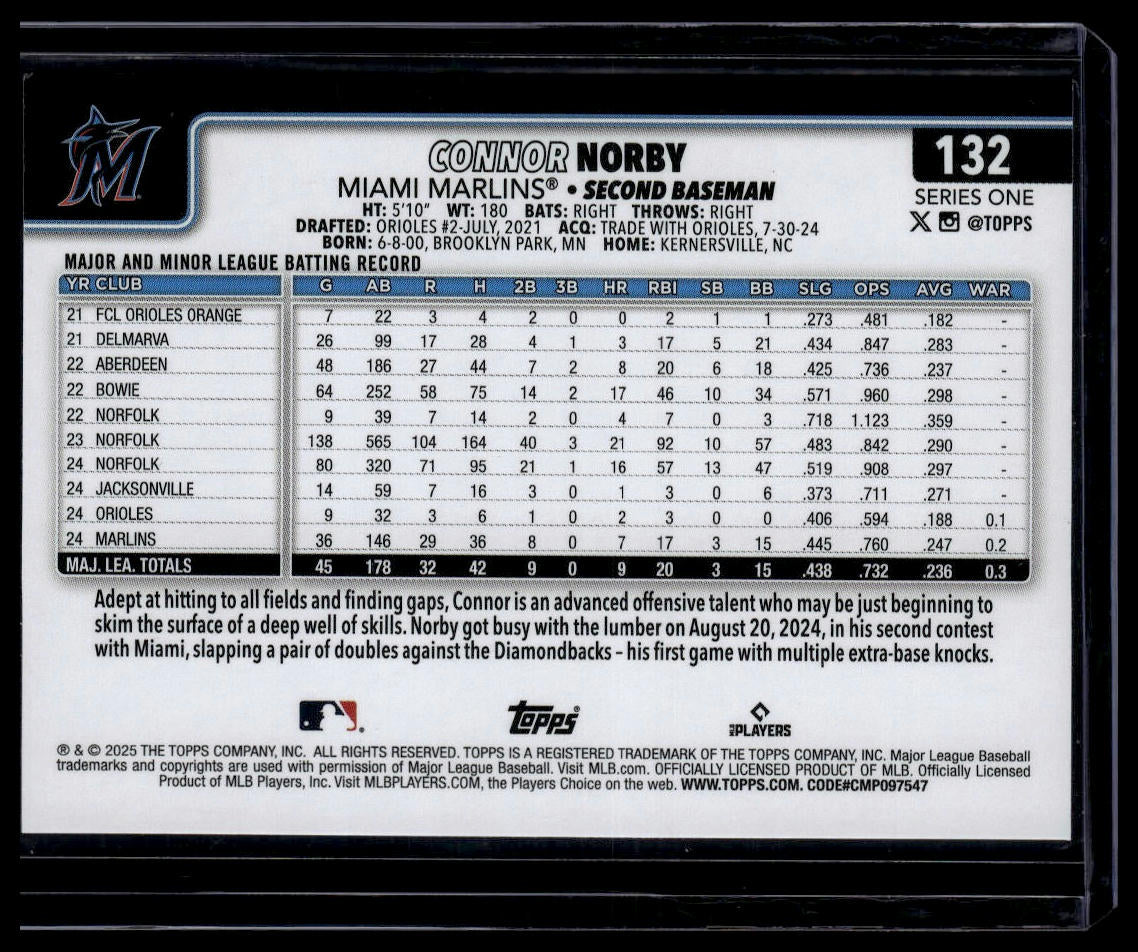 M
CONNOR NORBY
132
MIAMI MARLINS® • SECOND BASEMAN
SERIES ONE
HT: 5'10" WT: 180 BATS: RIGHT THROWS: RIGHT
@TOPPS
DRAFTED: ORIOLES #2-JULY, 2021 ACQ: TRADE WITH ORIOLES, 7-30-24
BORN: 6-8-00, BROOKLYN PARK, MN HOME: KERNERSVILLE, NC
MAJOR AND MINOR LEAGUE BATTING RECORD
YR CLUB G AB R H 2B 3B HR RBI SB BB SLG OPS AVG WAR
21 FCL ORIOLES ORANGE 7 22 3 4 2 0 0 2 1 1 .273 .481 .182 -
21 DELMARVA 26 99 17 28 4 1 3 17 5 21 .434 .847 .283 -
22 ABERDEEN 48 186 27 44 7 2 8 20 6 18 .425 .736 .237 -
22 BOWIE 64 252 58 75 14 2 17 46 10 34 .571 .960 .298 -
22 NORFOLK 9 39 7 14 2 0 4 7 0 3 .718 1.123 .359 -
23 NORFOLK 138 565 104 164 40 3 21 92 10 57 .483 .842 .290 -
24 NORFOLK 80 320 71 95 21 1 16 57 13 47 .519 .908 .297 -
24 JACKSONVILLE 14 59 7 16 3 0 1 3 0 6 .373 .711 .271 -
24 ORIOLES 9 32 3 6 1 0 2 3 0 0 .406 .594 .188 0.1
24 MARLINS 36 146 29 36 8 0 7 17 3 15 .445 .760 .247 0.2
MAJ. LEA. TOTALS 45 178 32 42 9 0 9 20 3 15 .438 .732 .236 0.3
Adept at hitting to all fields and finding gaps, Connor is an advanced offensive talent who may be just beginning to
skim the surface of a deep well of skills. Norby got busy with the lumber on August 20, 2024, in his second contest
with Miami, slapping a pair of doubles against the Diamondbacks – his first game with multiple extra-base knocks.
Topps®
MLB PLAYERS
® & © 2025 THE TOPPS COMPANY, INC. ALL RIGHTS RESERVED. TOPPS IS A REGISTERED TRADEMARK OF THE TOPPS COMPANY, INC. Major League Baseball
trademarks and copyrights are used with permission of Major League Baseball. Visit MLB.com. OFFICIALLY LICENSED PRODUCT OF MLB. Officially Licensed
Product of MLB Players, Inc. Visit MLBPLAYERS.COM, the Players Choice on the web. WWW.TOPPS.COM. CODE#CMP097547